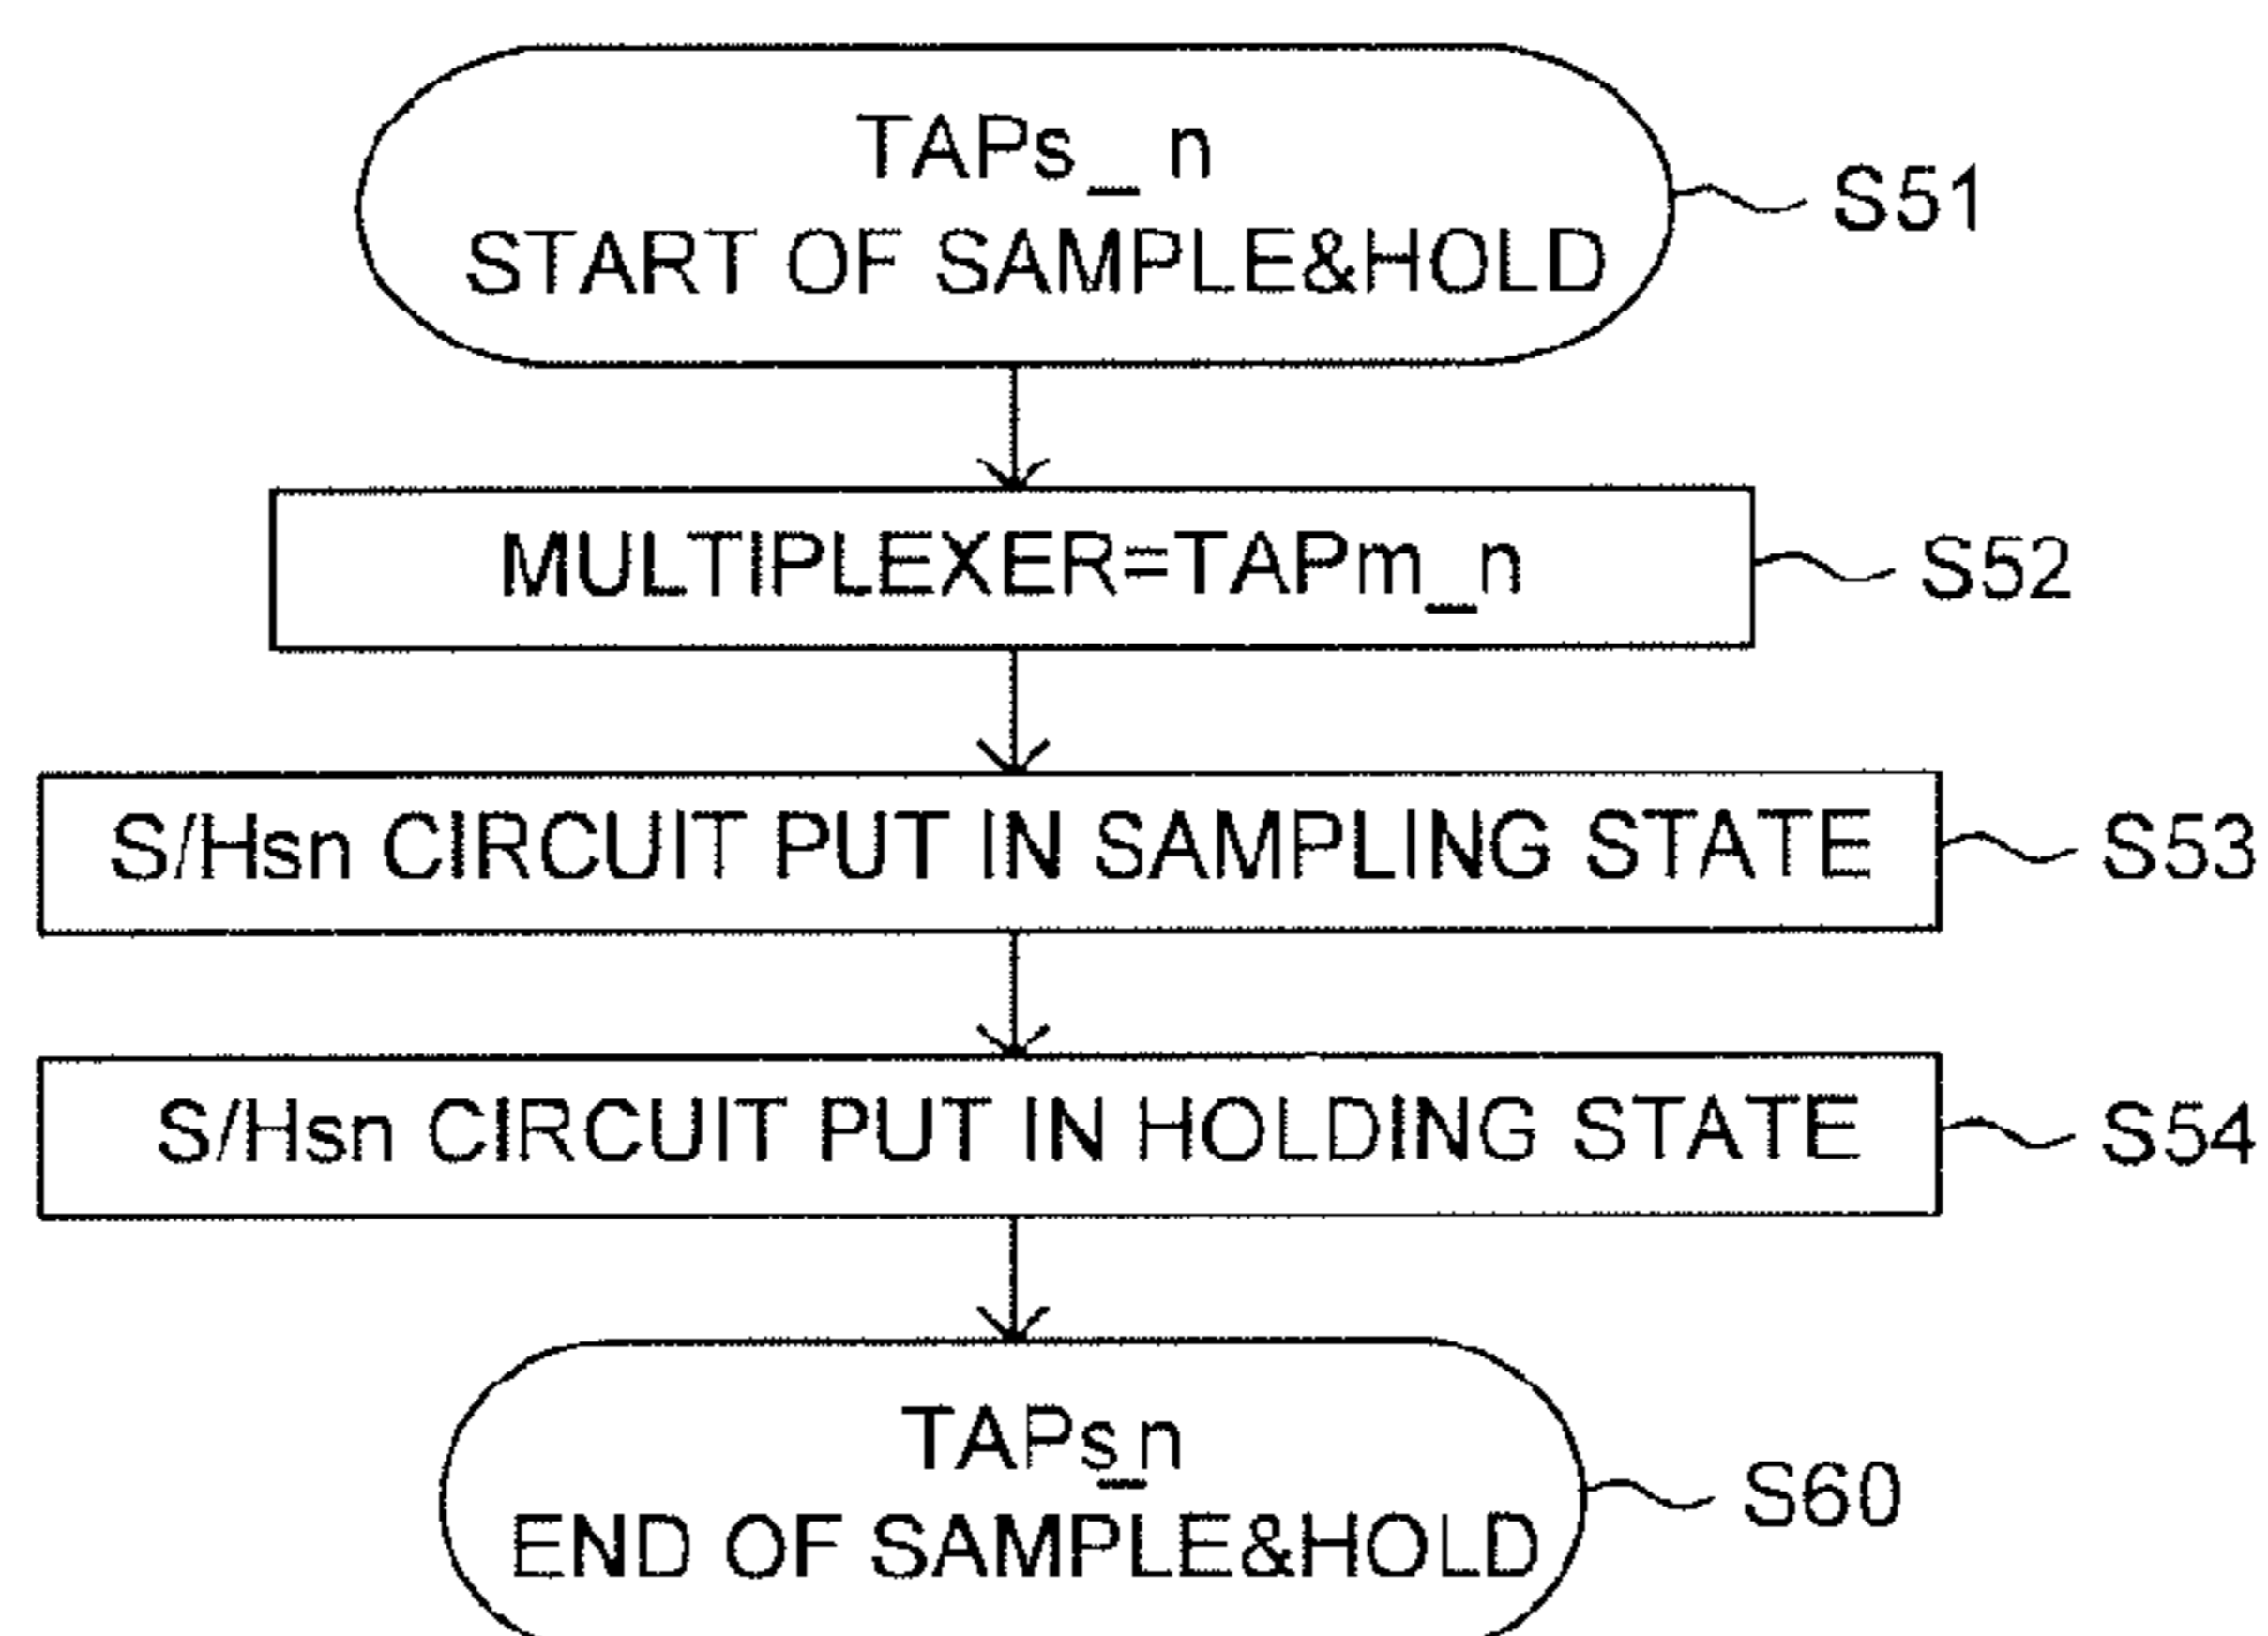 TAPs_n
START OF SAMPLE&HOLD
S51
MULTIPLEXER=TAPm_n
S52
S/Hsn CIRCUIT PUT IN SAMPLING STATE
S53
S/Hsn CIRCUIT PUT IN HOLDING STATE
S54
TAPs_n
END OF SAMPLE&HOLD
S60